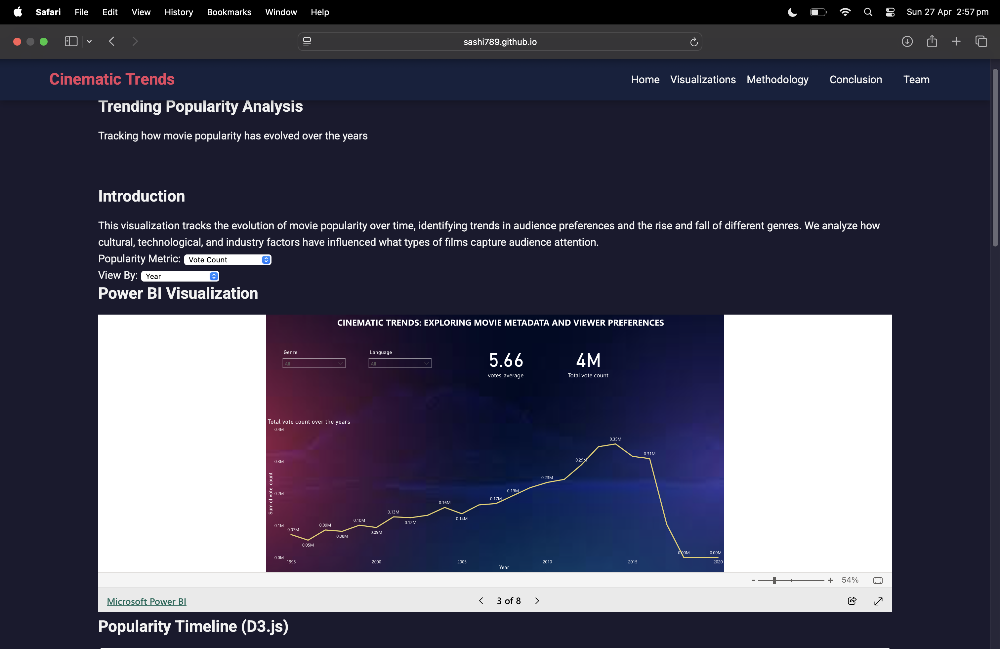 Safari File Edit View History Bookmarks Window Help Sun 27 Apr 2:57 pm
sashi789.github.io
Cinematic Trends Home Visualizations Methodology Conclusion Team
Trending Popularity Analysis
Tracking how movie popularity has evolved over the years
Introduction
This visualization tracks the evolution of movie popularity over time, identifying trends in audience preferences and the rise and fall of different genres. We analyze how
cultural, technological, and industry factors have influenced what types of films capture audience attention.
Popularity Metric: Vote Count
View By: Year
Power BI Visualization
CINEMATIC TRENDS: EXPLORING MOVIE METADATA AND VIEWER PREFERENCES
Genre Language
All All
5.66 4M
votes_average Total vote count
Total vote count over the years
0.4M
0.3M
0.2M
0.1M
0.0M
Sum of vote_count
0.07M
0.05M
0.09M
0.08M
0.10M
0.09M
0.13M
0.12M
0.16M
0.14M
0.17M
0.19M
0.23M
0.29M
0.35M
0.31M
0.00M
0.00M
1995 2000 2005 2010 2015 2020
Year
- + 54%
Microsoft Power BI 3 of 8
Popularity Timeline (D3.js)